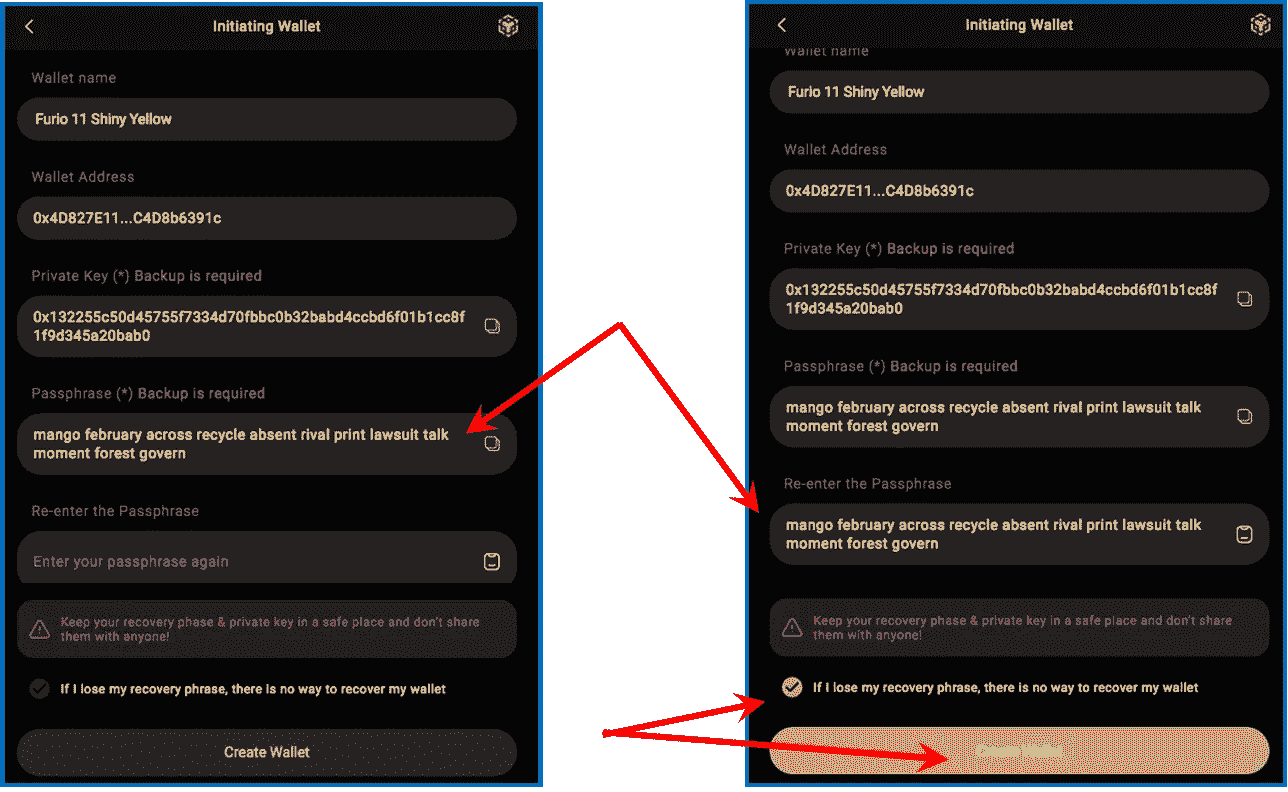 Initiating Wallet
Wallet name
Furio 11 Shiny Yellow
Wallet Address
0x4D827E11...C4D8b6391c
Private Key (*) Backup is required
0x132255c50d45755f7334d70fbbc0b32babd4ccbd6f01b1cc8f
1f9d345a20bab0
Passphrase (*) Backup is required
mango february across recycle absent rival print lawsuit talk
moment forest govern
Re-enter the Passphrase
Enter your passphrase again
Keep your recovery phase & private key in a safe place and don't share
them with anyone!
If I lose my recovery phrase, there is no way to recover my wallet
Create Wallet
Initiating Wallet
Wallet name
Furio 11 Shiny Yellow
Wallet Address
0x4D827E11...C4D8b6391c
Private Key (*) Backup is required
0x132255c50d45755f7334d70fbbc0b32babd4ccbd6f01b1cc8f
1f9d345a20bab0
Passphrase (*) Backup is required
mango february across recycle absent rival print lawsuit talk
moment forest govern
Re-enter the Passphrase
mango february across recycle absent rival print lawsuit talk
moment forest govern
Keep your recovery phase & private key in a safe place and don't share
them with anyone!
If I lose my recovery phrase, there is no way to recover my wallet